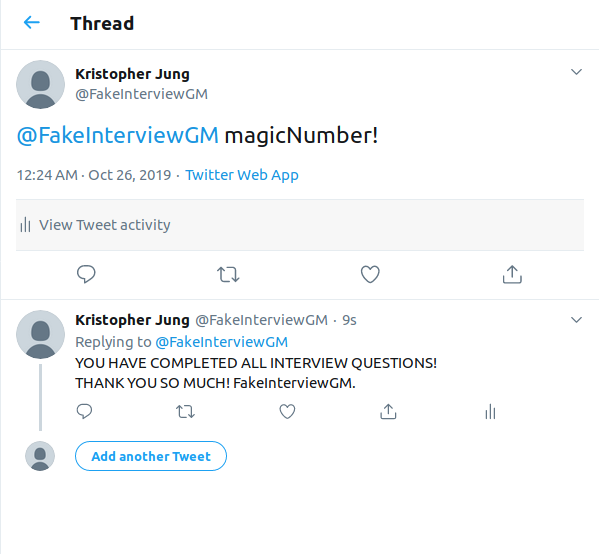 Thread
Kristopher Jung
@FakeInterviewGM
@FakeInterviewGM magicNumber!
12:24 AM · Oct 26, 2019 · Twitter Web App
View Tweet activity
Kristopher Jung @FakeInterviewGM · 9s
Replying to @FakeInterviewGM
YOU HAVE COMPLETED ALL INTERVIEW QUESTIONS!
THANK YOU SO MUCH! FakeInterviewGM.
Add another Tweet